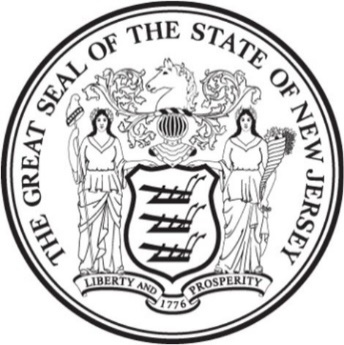 THE GREAT SEAL OF THE STATE OF NEW JERSEY
LIBERTY AND PROSPERITY
1776